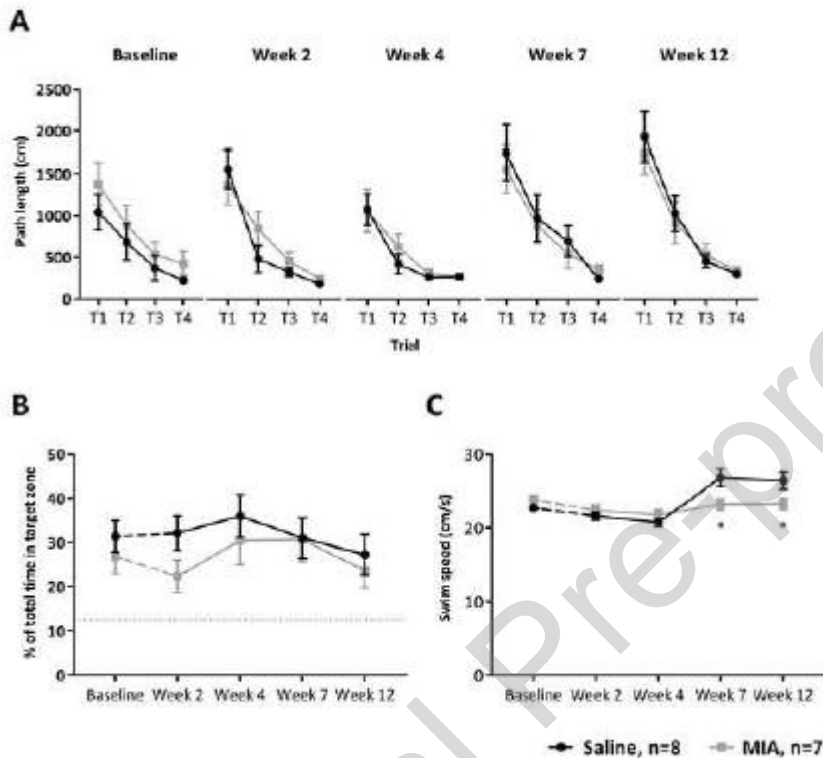 A
Baseline Week 2 Week 4 Week 7 Week 12
2500
2000
1500
1000
500
0
Path length (cm)
T1 T2 T3 T4 T1 T2 T3 T4 T1 T2 T3 T4 T1 T2 T3 T4 T1 T2 T3 T4
Trial
B
50
40
30
20
10
0
% of total time in target zone
Baseline Week 2 Week 4 Week 7 Week 12
C
30
20
10
0
Swim speed (cm/s)
* *
Baseline Week 2 Week 4 Week 7 Week 12
Saline, n=8 MIA, n=7
l Pre-pre